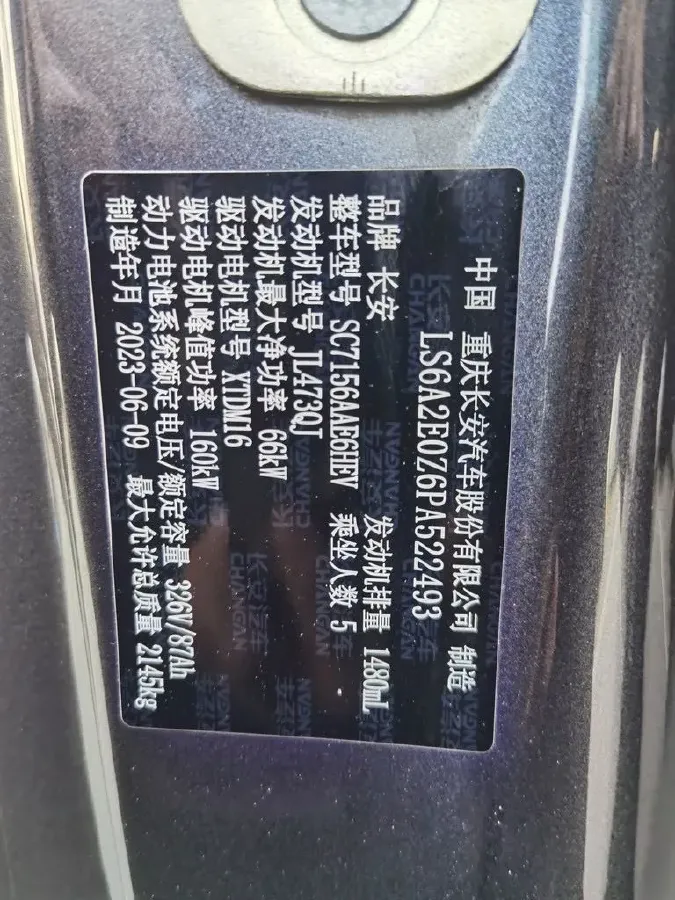 中国 重庆长安汽车股份有限公司 制造
LS6A2E0Z6PA522493
品牌 长安 发动机排量 1480mL
整车型号 SC7156AAE6HEV 乘坐人数 5
发动机型号 JL473QJ
发动机最大净功率 66kW
驱动电机型号 XTDM16
驱动电机峰值功率 160kW
动力电池系统额定电压/额定容量 326V/87Ah
制造年月 2023-06-09 最大允许总质量 2145kg
长安汽车
CHANGAN